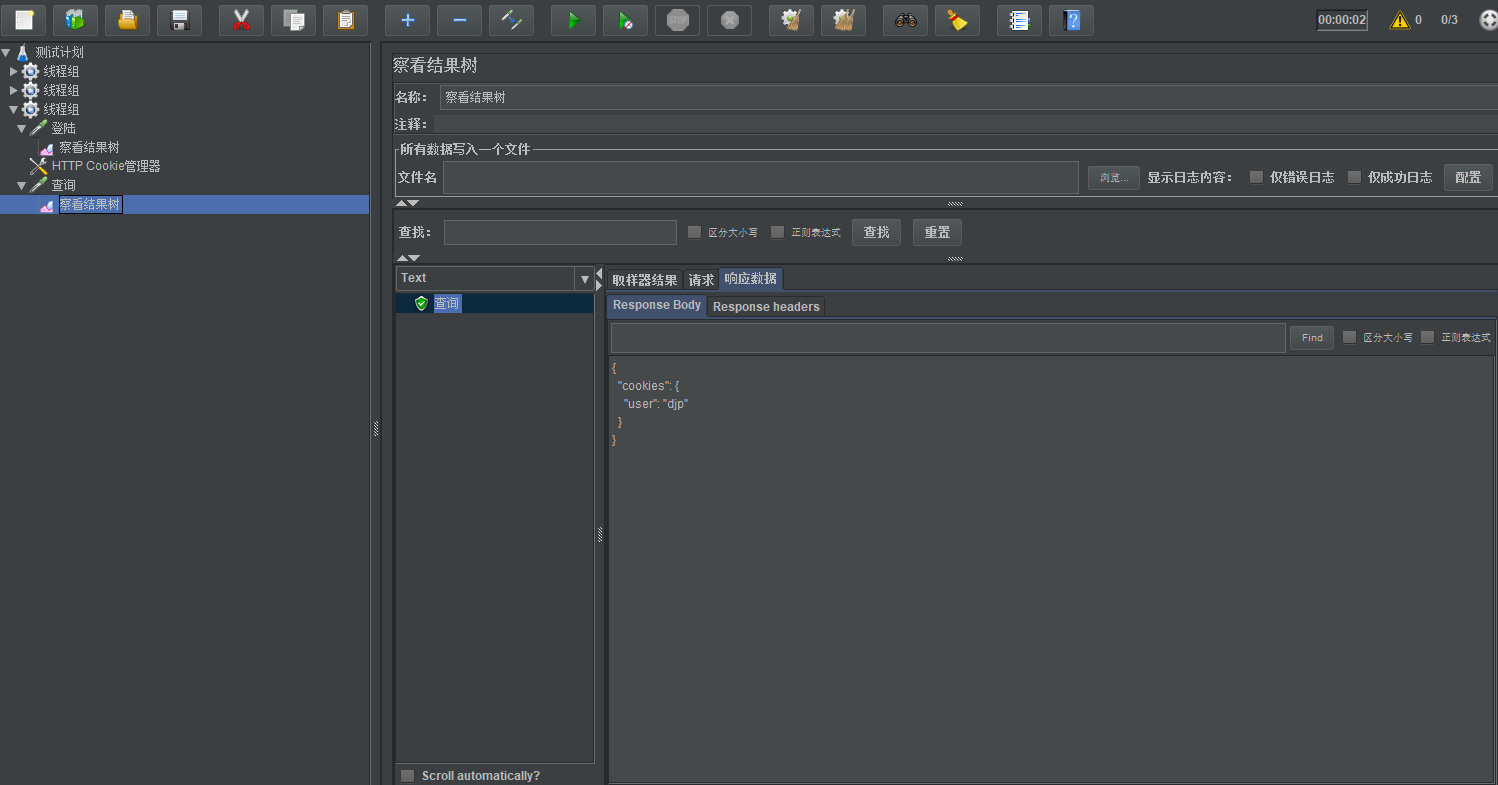 STOP
00:00:02
0
0/3
测试计划
线程组
线程组
线程组
登陆
察看结果树
HTTP Cookie管理器
查询
察看结果树
察看结果树
名称： 察看结果树
注释：
所有数据写入一个文件
文件名 浏览... 显示日志内容： 仅错误日志 仅成功日志 配置
查找： 区分大小写 正则表达式 查找 重置
Text
查询
Scroll automatically?
取样器结果 请求 响应数据
Response Body Response headers
Find 区分大小写 正则表达式
{
"cookies": {
"user": "djp"
}
}